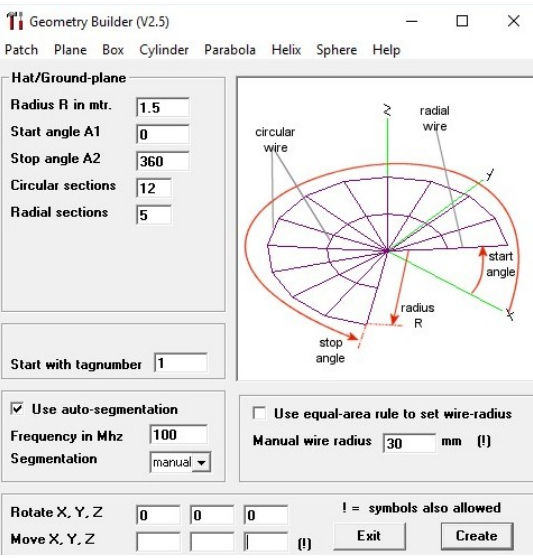 Geometry Builder (V2.5)
Patch Plane Box Cylinder Parabola Helix Sphere Help
Hat/Ground-plane
Radius R in mtr. 1.5
Start angle A1 0
Stop angle A2 360
Circular sections 12
Radial sections 5
Z
radial
wire
circular
wire
y
start
angle
X
radius
R
stop
angle
Start with tagnumber 1
Use auto-segmentation
Frequency in Mhz 100
Segmentation manual
Use equal-area rule to set wire-radius
Manual wire radius 30 mm (!)
Rotate X, Y, Z 0 0 0
Move X, Y, Z (!)
! = symbols also allowed
Exit Create